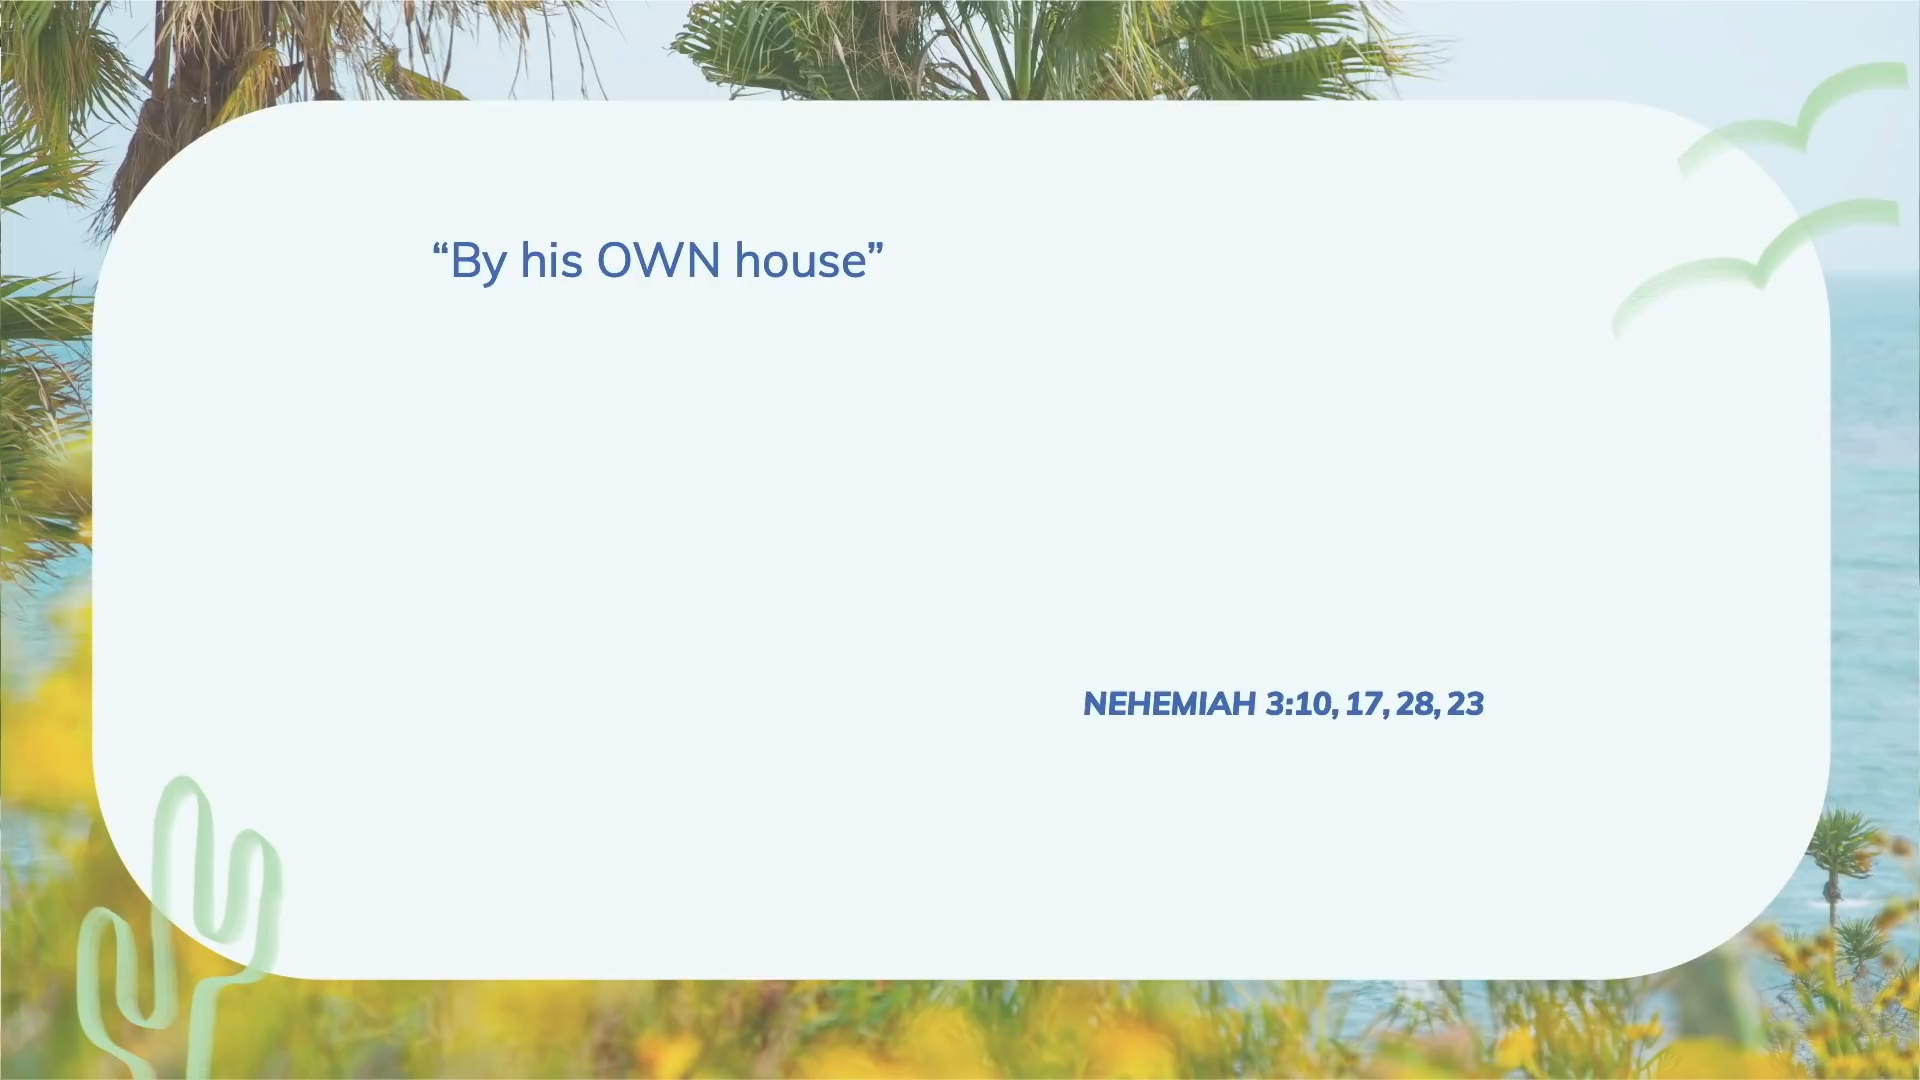 “By his OWN house”
NEHEMIAH 3:10, 17, 28, 23